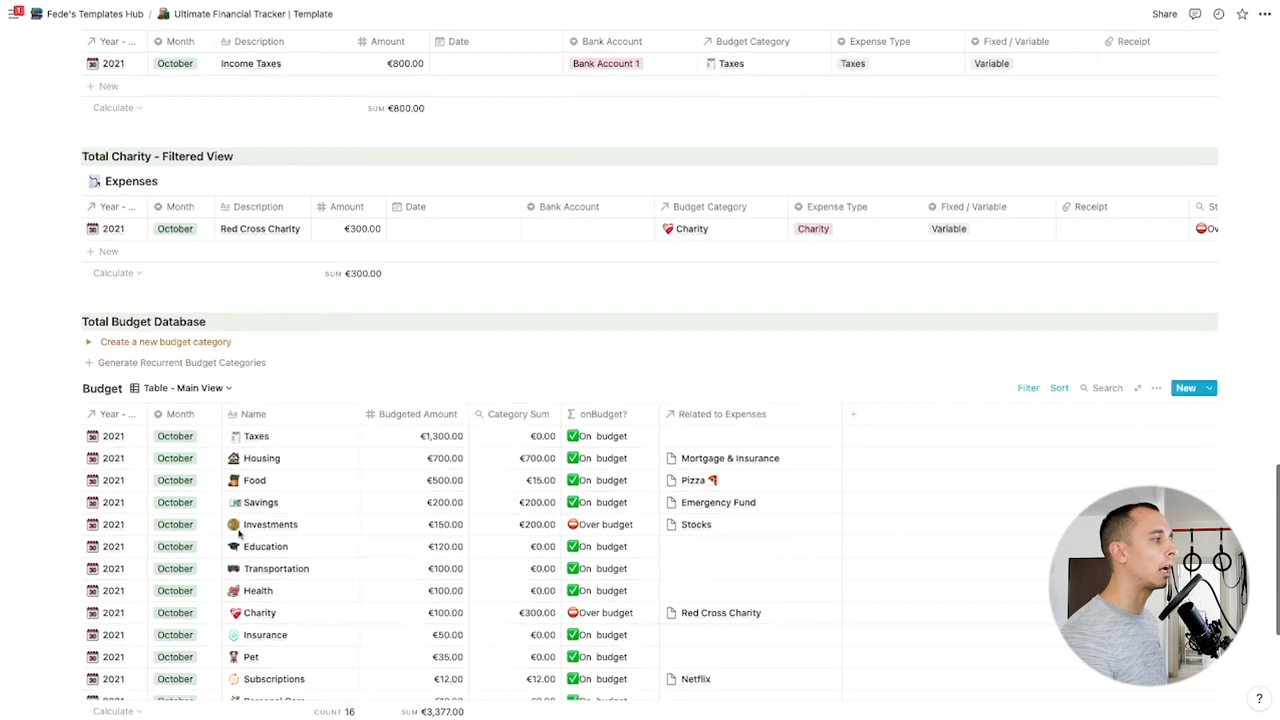 1
Fede's Templates Hub / Ultimate Financial Tracker | Template Share
Year - ... Month Description Amount Date Bank Account Budget Category Expense Type Fixed / Variable Receipt
2021 October Income Taxes €800.00 Bank Account 1 Taxes Taxes Variable
+ New
Calculate SUM €800.00
Total Charity - Filtered View
Expenses
Year - ... Month Description Amount Date Bank Account Budget Category Expense Type Fixed / Variable Receipt St
2021 October Red Cross Charity €300.00 Charity Charity Variable Ov
+ New
Calculate SUM €300.00
Total Budget Database
Create a new budget category
+ Generate Recurrent Budget Categories
Budget Table - Main View Filter Sort Search ... New
Year - ... Month Name Budgeted Amount Category Sum onBudget? Related to Expenses +
2021 October Taxes €1,300.00 €0.00 On budget
2021 October Housing €700.00 €700.00 On budget Mortgage & Insurance
2021 October Food €500.00 €15.00 On budget Pizza 🍕
2021 October Savings €200.00 €200.00 On budget Emergency Fund
2021 October Investments €150.00 €200.00 Over budget Stocks
2021 October Education €120.00 €0.00 On budget
2021 October Transportation €100.00 €0.00 On budget
2021 October Health €100.00 €0.00 On budget
2021 October Charity €100.00 €300.00 Over budget Red Cross Charity
2021 October Insurance €50.00 €0.00 On budget
2021 October Pet €35.00 €0.00 On budget
2021 October Subscriptions €12.00 €12.00 On budget Netflix
Calculate COUNT 16 SUM €3,377.00
?